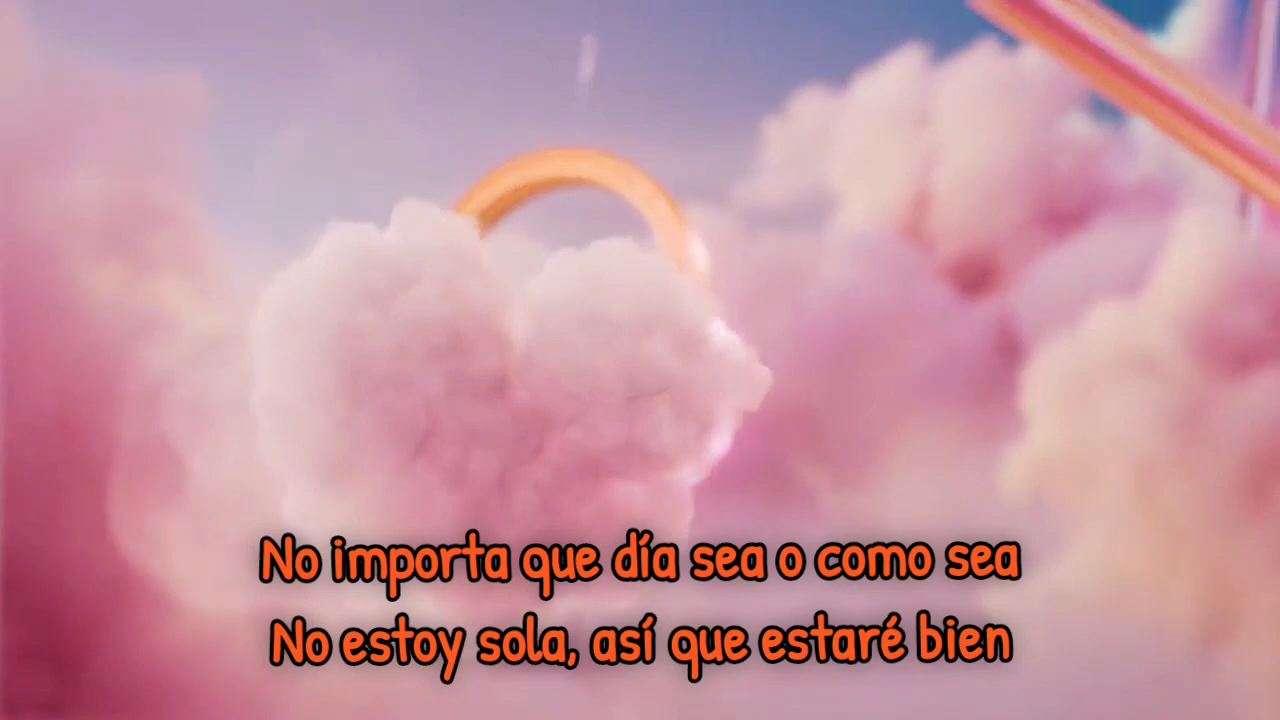 No importa que día sea o como sea
No estoy sola, así que estaré bien